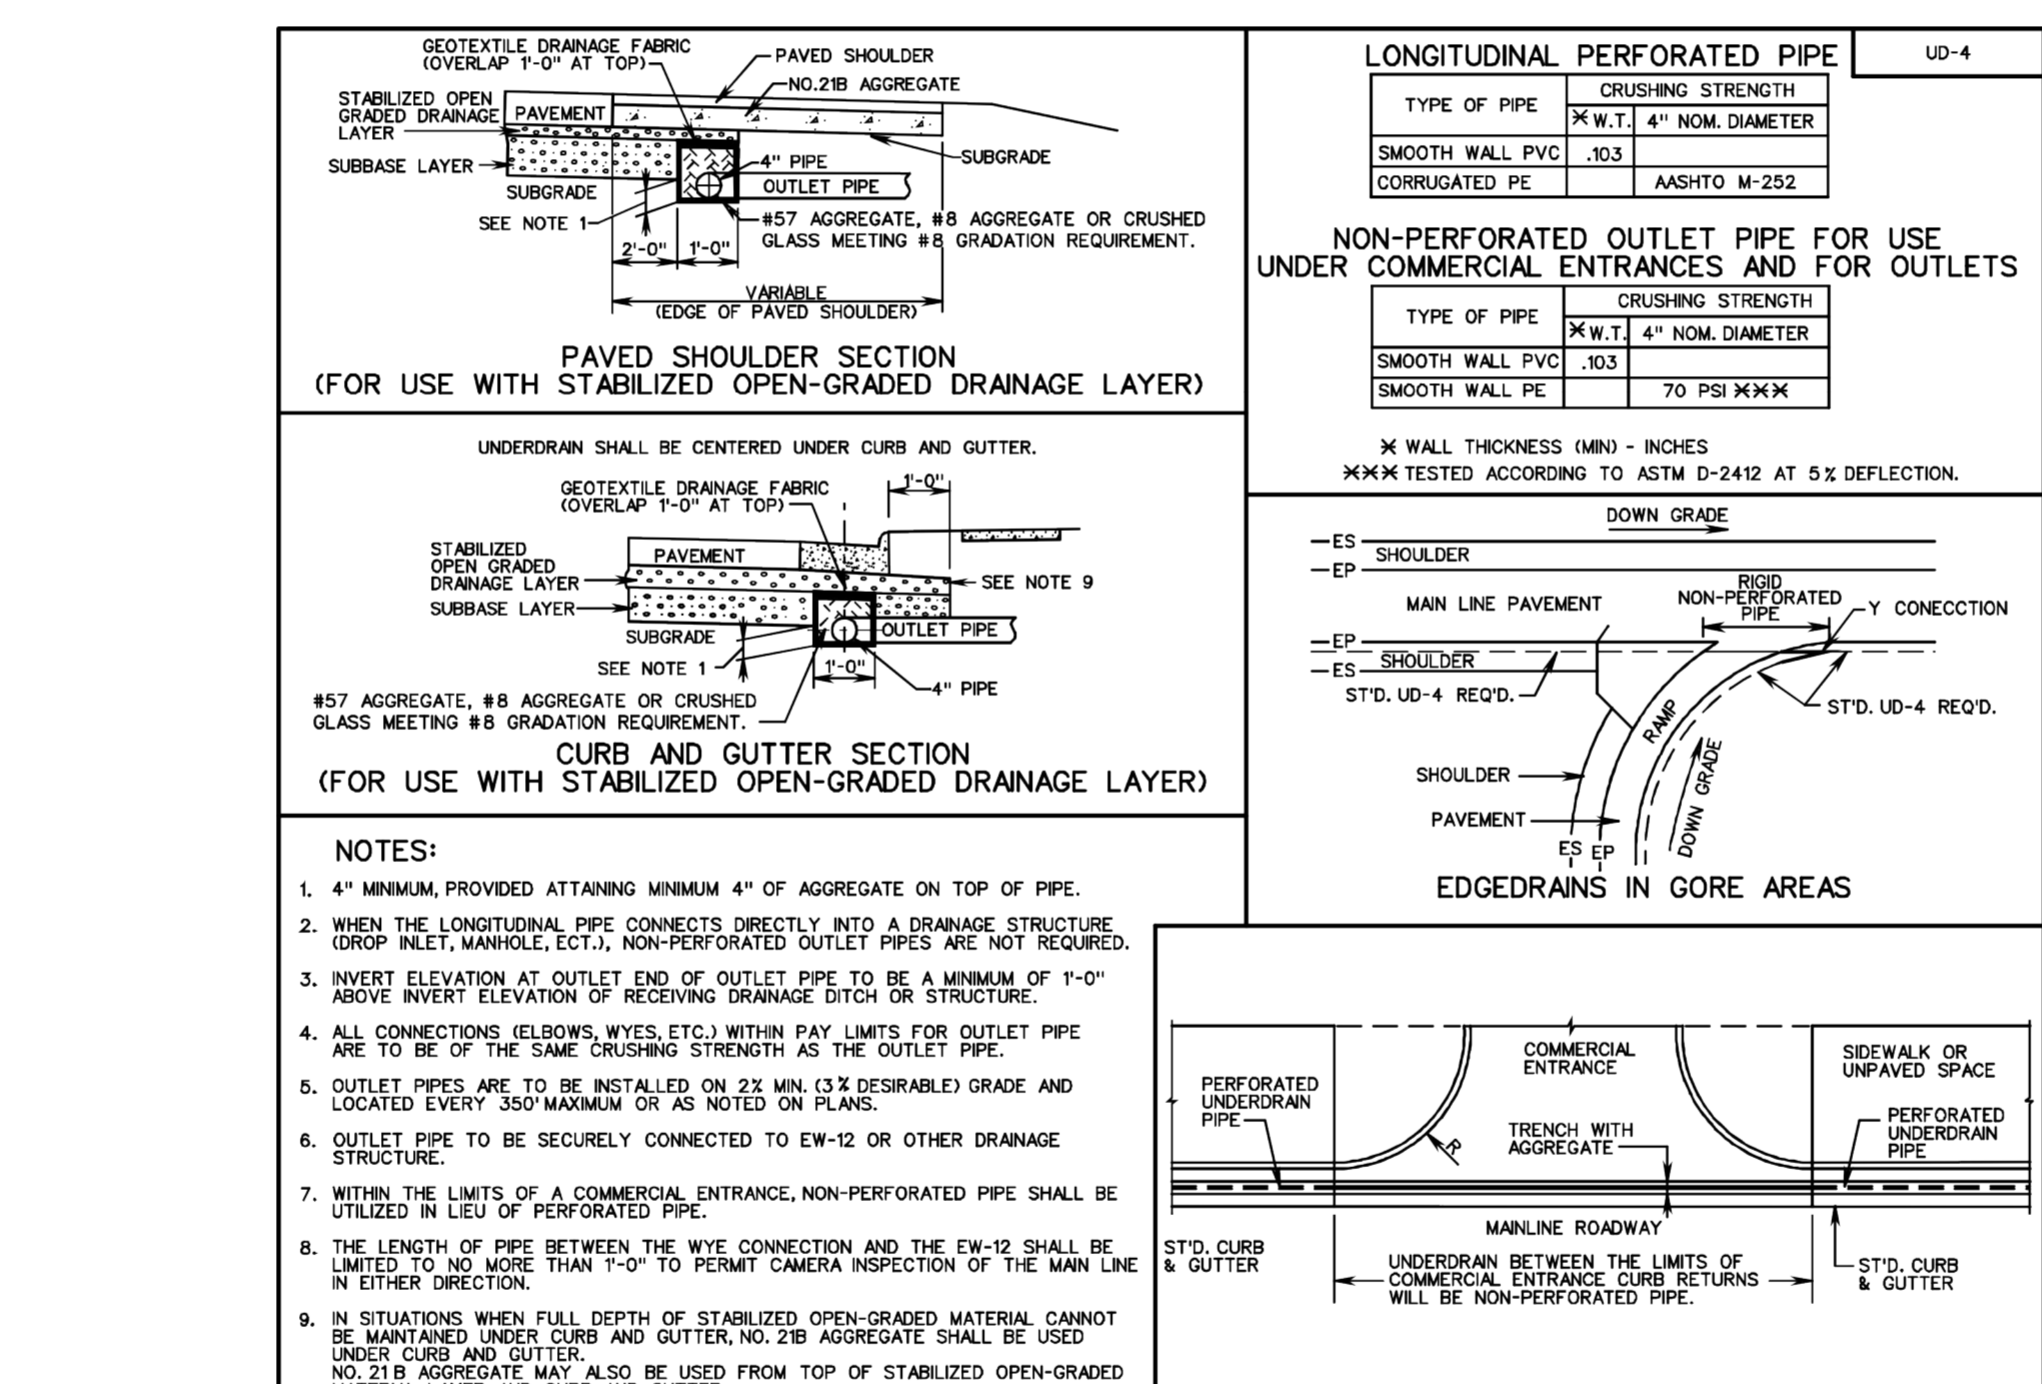 GEOTEXTILE DRAINAGE FABRIC
(OVERLAP 1'-0" AT TOP)
PAVED SHOULDER
NO.21B AGGREGATE
STABILIZED OPEN
GRADED DRAINAGE
LAYER
PAVEMENT
SUBBASE LAYER
SUBGRADE
4" PIPE
SUBGRADE
OUTLET PIPE
SEE NOTE 1
#57 AGGREGATE, #8 AGGREGATE OR CRUSHED
GLASS MEETING #8 GRADATION REQUIREMENT.
2'-0"
1'-0"
VARIABLE
(EDGE OF PAVED SHOULDER)
PAVED SHOULDER SECTION
(FOR USE WITH STABILIZED OPEN-GRADED DRAINAGE LAYER)
UNDERDRAIN SHALL BE CENTERED UNDER CURB AND GUTTER.
GEOTEXTILE DRAINAGE FABRIC
(OVERLAP 1'-0" AT TOP)
1'-0"
STABILIZED
OPEN GRADED
DRAINAGE LAYER
PAVEMENT
SEE NOTE 9
SUBBASE LAYER
SUBGRADE
OUTLET PIPE
SEE NOTE 1
1'-0"
4" PIPE
#57 AGGREGATE, #8 AGGREGATE OR CRUSHED
GLASS MEETING #8 GRADATION REQUIREMENT.
CURB AND GUTTER SECTION
(FOR USE WITH STABILIZED OPEN-GRADED DRAINAGE LAYER)
NOTES:
1. 4" MINIMUM, PROVIDED ATTAINING MINIMUM 4" OF AGGREGATE ON TOP OF PIPE.
2. WHEN THE LONGITUDINAL PIPE CONNECTS DIRECTLY INTO A DRAINAGE STRUCTURE
(DROP INLET, MANHOLE, ECT.), NON-PERFORATED OUTLET PIPES ARE NOT REQUIRED.
3. INVERT ELEVATION AT OUTLET END OF OUTLET PIPE TO BE A MINIMUM OF 1'-0"
ABOVE INVERT ELEVATION OF RECEIVING DRAINAGE DITCH OR STRUCTURE.
4. ALL CONNECTIONS (ELBOWS, WYES, ETC.) WITHIN PAY LIMITS FOR OUTLET PIPE
ARE TO BE OF THE SAME CRUSHING STRENGTH AS THE OUTLET PIPE.
5. OUTLET PIPES ARE TO BE INSTALLED ON 2% MIN. (3% DESIRABLE) GRADE AND
LOCATED EVERY 350' MAXIMUM OR AS NOTED ON PLANS.
6. OUTLET PIPE TO BE SECURELY CONNECTED TO EW-12 OR OTHER DRAINAGE
STRUCTURE.
7. WITHIN THE LIMITS OF A COMMERCIAL ENTRANCE, NON-PERFORATED PIPE SHALL BE
UTILIZED IN LIEU OF PERFORATED PIPE.
8. THE LENGTH OF PIPE BETWEEN THE WYE CONNECTION AND THE EW-12 SHALL BE
LIMITED TO NO MORE THAN 1'-0" TO PERMIT CAMERA INSPECTION OF THE MAIN LINE
IN EITHER DIRECTION.
9. IN SITUATIONS WHEN FULL DEPTH OF STABILIZED OPEN-GRADED MATERIAL CANNOT
BE MAINTAINED UNDER CURB AND GUTTER, NO. 21B AGGREGATE SHALL BE USED
UNDER CURB AND GUTTER.
NO. 21B AGGREGATE MAY ALSO BE USED FROM TOP OF STABILIZED OPEN-GRADED
UD-4
LONGITUDINAL PERFORATED PIPE
TYPE OF PIPE
CRUSHING STRENGTH
* W.T. 4" NOM. DIAMETER
SMOOTH WALL PVC .103
CORRUGATED PE AASHTO M-252
NON-PERFORATED OUTLET PIPE FOR USE
UNDER COMMERCIAL ENTRANCES AND FOR OUTLETS
TYPE OF PIPE
CRUSHING STRENGTH
* W.T. 4" NOM. DIAMETER
SMOOTH WALL PVC .103
SMOOTH WALL PE 70 PSI ***
* WALL THICKNESS (MIN) - INCHES
*** TESTED ACCORDING TO ASTM D-2412 AT 5% DEFLECTION.
DOWN GRADE
ES
SHOULDER
EP
MAIN LINE PAVEMENT
RIGID
NON-PERFORATED
PIPE
Y CONECCTION
EP
SHOULDER
ES
ST'D. UD-4 REQ'D.
RAMP
ST'D. UD-4 REQ'D.
SHOULDER
DOWN GRADE
PAVEMENT
ES EP
EDGEDRAINS IN GORE AREAS
COMMERCIAL
ENTRANCE
SIDEWALK OR
UNPAVED SPACE
PERFORATED
UNDERDRAIN
PIPE
R
TRENCH WITH
AGGREGATE
PERFORATED
UNDERDRAIN
PIPE
MAINLINE ROADWAY
ST'D. CURB
& GUTTER
UNDERDRAIN BETWEEN THE LIMITS OF
COMMERCIAL ENTRANCE CURB RETURNS
WILL BE NON-PERFORATED PIPE.
ST'D. CURB
& GUTTER